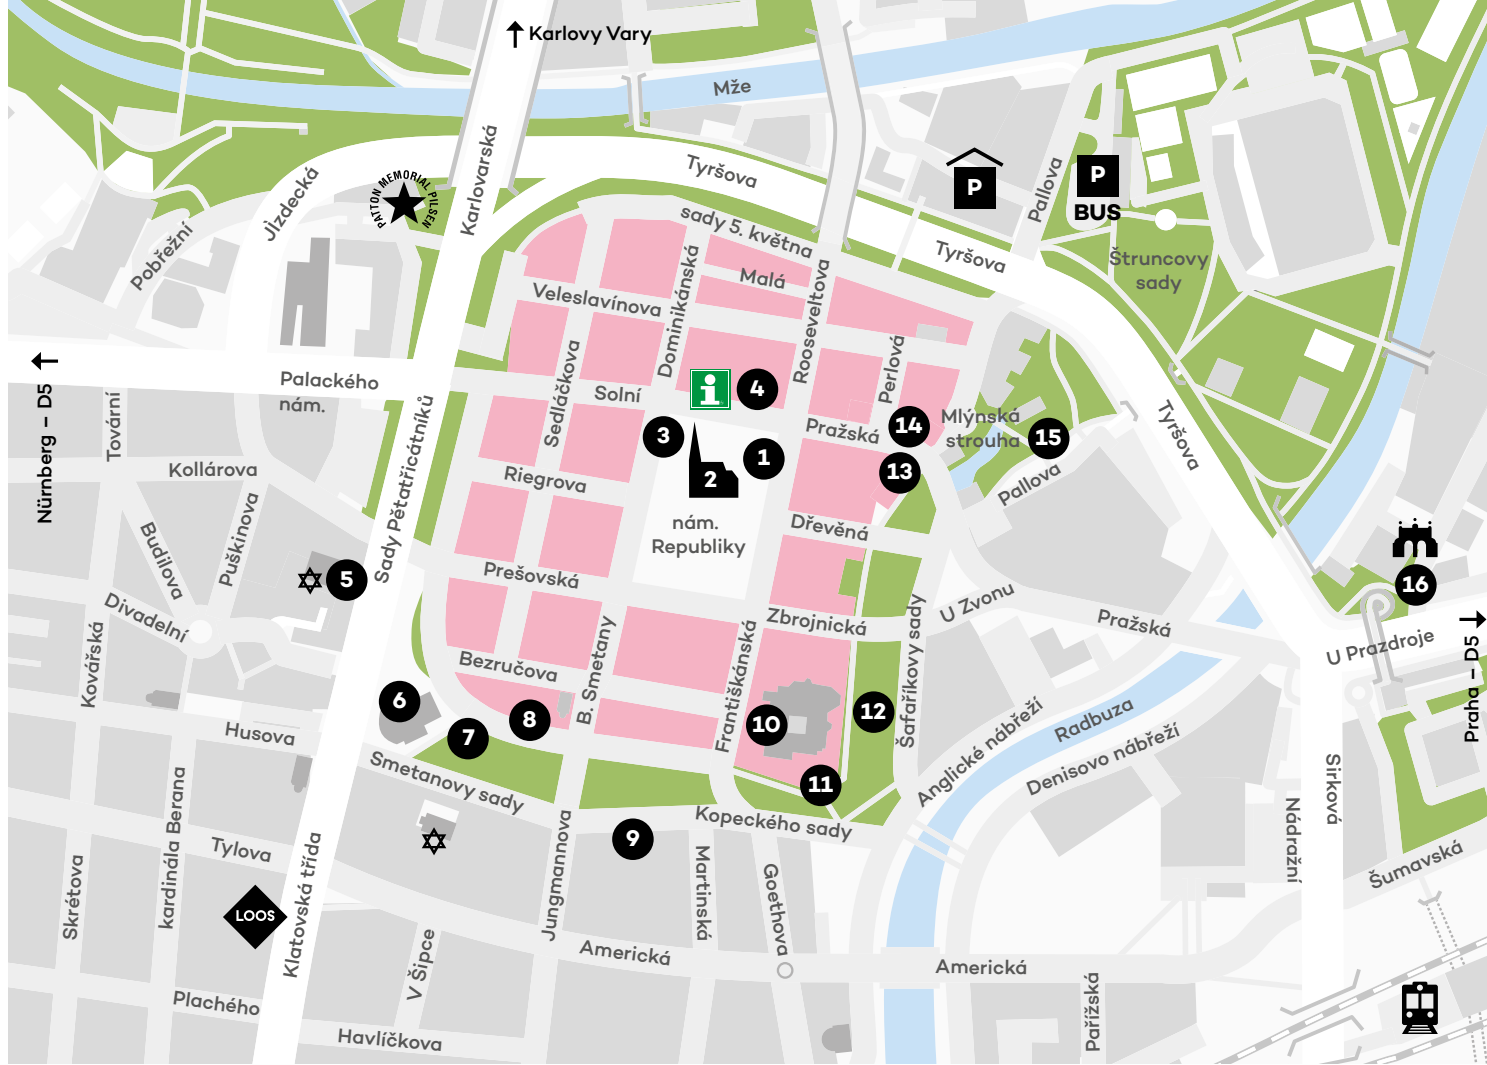 Karlovy Vary
Mže
Karlovarská
Jízdecká
PATTON MEMORIAL PILSEN
Tyršova
P
Pallova
P
BUS
sady 5. května
Pobřežní
Tyršova
Štruncovy
sady
Malá
Veleslavínova
Dominikánská
Rooseveltova
Perlová
Sedláčkova
Nürnberg – D5
Palackého
nám.
Tovární
Solní
i
4
Sady Pětatřicátníků
3
1
2
Pražská
14
Mlýnská
strouha
15
13
Pallova
Tyršova
Kollárova
Riegrova
nám.
Republiky
Dřevěná
Puškinova
Budilova
5
Prešovská
16
Divadelní
Kovářská
U Zvonu
Pražská
Zbrojnická
Šafaříkovy sady
U Prazdroje
Praha – D5
Bezručova
B. Smetany
Františkánská
6
7
8
10
12
11
Husova
Radbuza
Anglické nábřeží
Denisovo nábřeží
Smetanovy sady
Kopeckého sady
9
Sirková
Nádražní
Šumavská
Tylova
kardinála Berana
Skrétova
Klatovská třída
Jungmannova
Martinská
Goethova
LOOS
V Šipce
Americká
Americká
Plachého
Havlíčkova
Pařížská